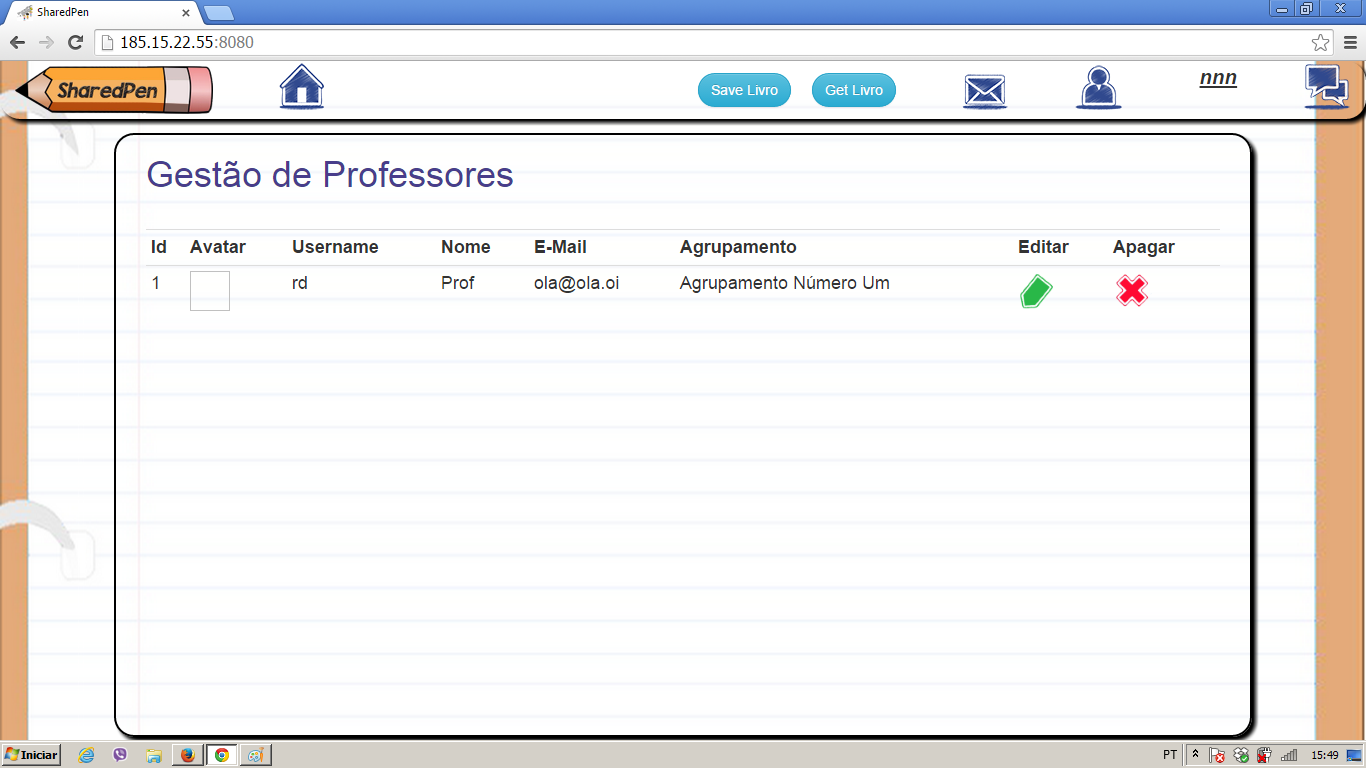 SharedPen
185.15.22.55:8080
SharedPen
Save Livro
Get Livro
nnn
Gestão de Professores
Id Avatar Username Nome E-Mail Agrupamento Editar Apagar
1 rd Prof ola@ola.oi Agrupamento Número Um
Iniciar
PT
15:49